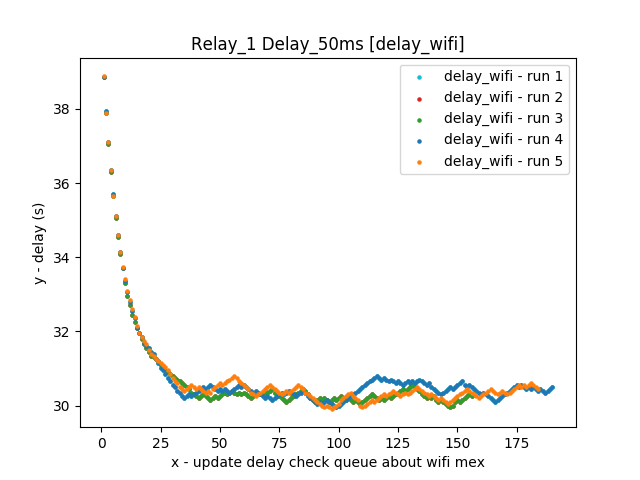 Relay_1 Delay_50ms [delay_wifi]
delay_wifi - run 1
delay_wifi - run 2
delay_wifi - run 3
delay_wifi - run 4
delay_wifi - run 5
y - delay (s)
38
36
34
32
30
0 25 50 75 100 125 150 175
x - update delay check queue about wifi mex